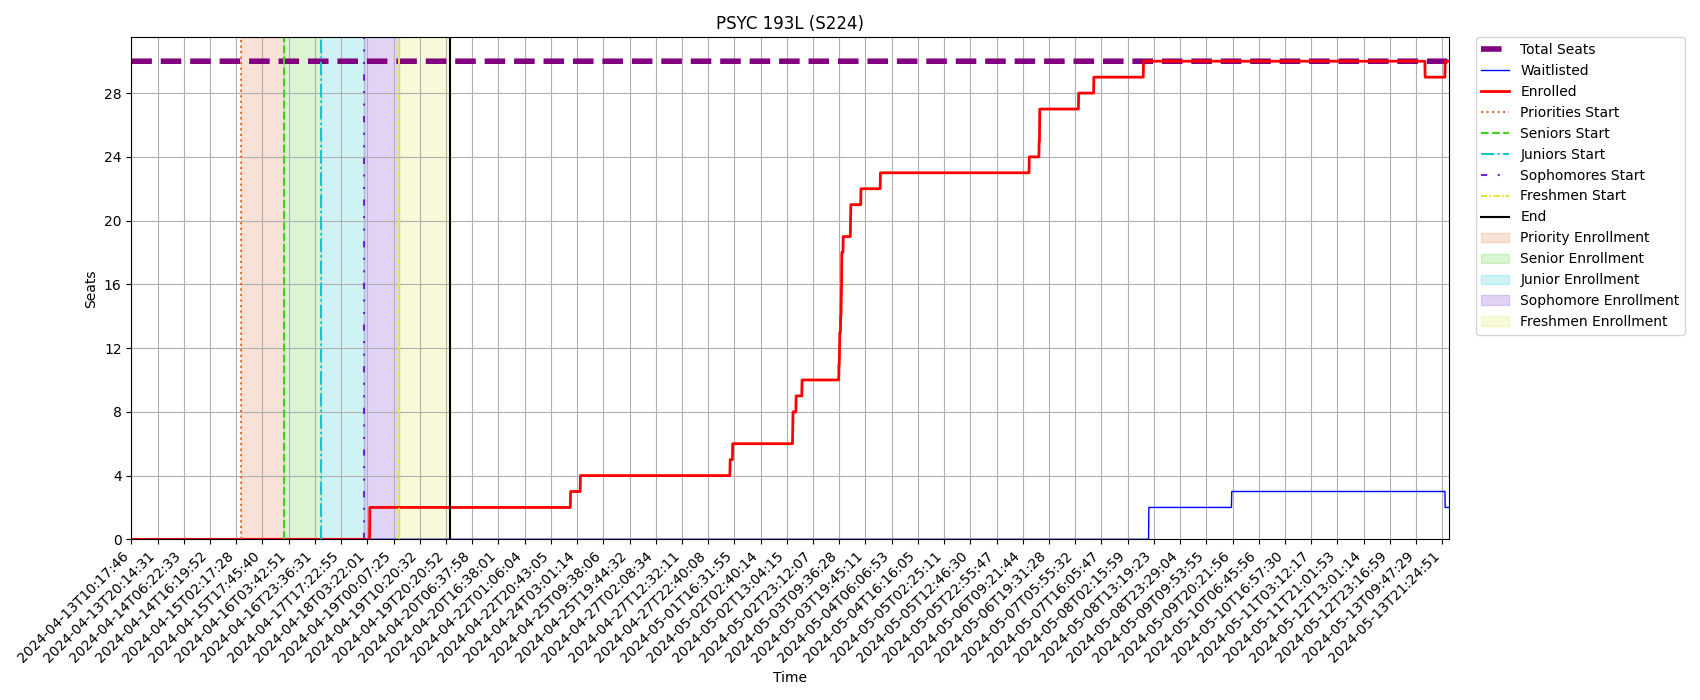 PSYC 193L (S224)
Total Seats
Waitlisted
Enrolled
Priorities Start
Seniors Start
Juniors Start
Sophomores Start
Freshmen Start
End
Priority Enrollment
Senior Enrollment
Junior Enrollment
Sophomore Enrollment
Freshmen Enrollment
Seats
28
24
20
16
12
8
4
0
2024-04-13T10:17:46
2024-04-13T20:14:31
2024-04-14T06:22:33
2024-04-14T16:19:52
2024-04-15T02:17:28
2024-04-15T17:45:40
2024-04-16T03:42:51
2024-04-16T23:36:31
2024-04-17T17:22:55
2024-04-18T03:22:01
2024-04-19T00:07:25
2024-04-19T10:20:32
2024-04-19T20:20:52
2024-04-20T06:37:58
2024-04-20T16:38:01
2024-04-22T01:06:04
2024-04-22T20:43:05
2024-04-24T03:01:14
2024-04-25T09:38:06
2024-04-25T19:44:32
2024-04-27T02:08:34
2024-04-27T12:32:11
2024-04-27T22:40:08
2024-05-01T16:31:55
2024-05-02T02:40:14
2024-05-02T13:04:15
2024-05-02T23:12:07
2024-05-03T09:36:28
2024-05-03T19:45:11
2024-05-04T06:06:53
2024-05-04T16:16:05
2024-05-05T02:25:11
2024-05-05T12:46:30
2024-05-05T22:55:47
2024-05-06T09:21:44
2024-05-06T19:31:28
2024-05-07T05:55:32
2024-05-07T16:05:47
2024-05-08T02:15:59
2024-05-08T13:19:23
2024-05-08T23:29:04
2024-05-09T09:53:55
2024-05-09T20:21:56
2024-05-10T06:45:56
2024-05-10T16:57:30
2024-05-11T03:12:17
2024-05-11T21:01:53
2024-05-12T13:01:14
2024-05-12T23:16:59
2024-05-13T09:47:29
2024-05-13T21:24:51
Time